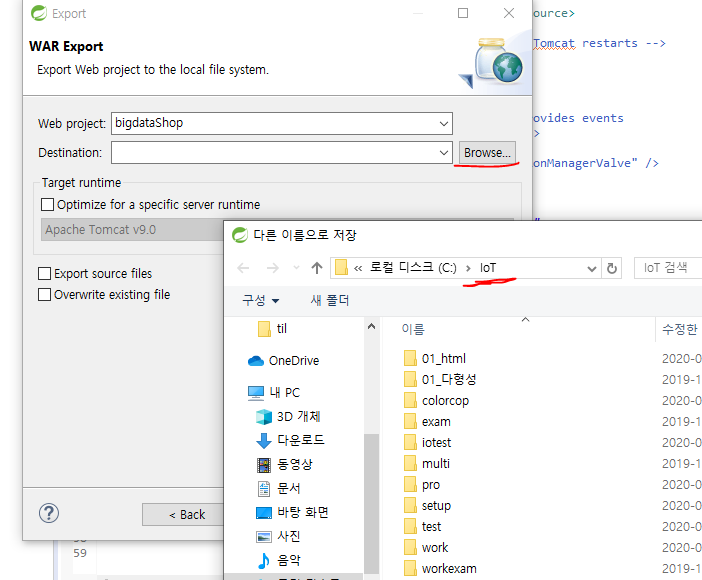 Export
WAR Export
Export Web project to the local file system.
Web project: bigdataShop
Destination: Browse...
Target runtime
Optimize for a specific server runtime
Apache Tomcat v9.0
Export source files
Overwrite existing file
? < Back
58
59
ource>
Tomcat restarts -->
ovides events
>
onManagerValve" />
다른 이름으로 저장
« 로컬 디스크 (C:) > IoT
IoT 검색
구성 새 폴더
til
OneDrive
내 PC
3D 개체
다운로드
동영상
문서
바탕 화면
사진
음악
이름 수정한
01_html 2020-0
01_다형성 2019-1
colorcop 2020-0
exam 2019-1
iotest 2020-0
multi 2019-1
pro 2020-0
setup 2020-0
test 2020-0
work 2020-0
workexam 2019-1